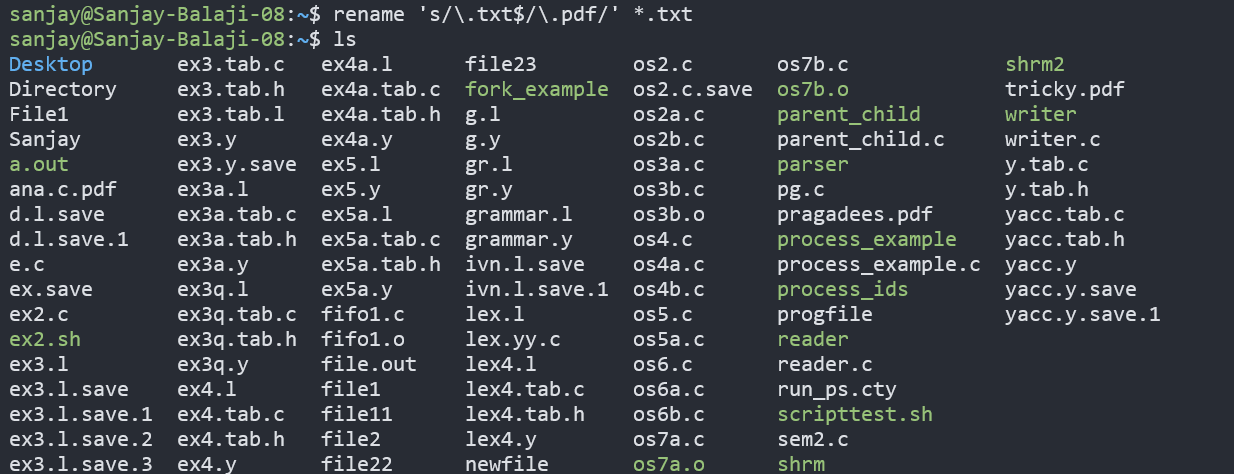 sanjay@Sanjay-Balaji-08:~$ rename 's/\.txt$/\.pdf/' *.txt
sanjay@Sanjay-Balaji-08:~$ ls
Desktop ex3.tab.c ex4a.l file23 os2.c os7b.c shrm2
Directory ex3.tab.h ex4a.tab.c fork_example os2.c.save os7b.o tricky.pdf
File1 ex3.tab.l ex4a.tab.h g.l os2a.c parent_child writer
Sanjay ex3.y ex4a.y g.y os2b.c parent_child.c writer.c
a.out ex3.y.save ex5.l gr.l os3a.c parser y.tab.c
ana.c.pdf ex3a.l ex5.y gr.y os3b.c pg.c y.tab.h
d.l.save ex3a.tab.c ex5a.l grammar.l os3b.o pragadees.pdf yacc.tab.c
d.l.save.1 ex3a.tab.h ex5a.tab.c grammar.y os4.c process_example yacc.tab.h
e.c ex3a.y ex5a.tab.h ivn.l.save os4a.c process_example.c yacc.y
ex.save ex3q.l ex5a.y ivn.l.save.1 os4b.c process_ids yacc.y.save
ex2.c ex3q.tab.c fifo1.c lex.l os5.c progfile yacc.y.save.1
ex2.sh ex3q.tab.h fifo1.o lex.yy.c os5a.c reader
ex3.l ex3q.y file.out lex4.l os6.c reader.c
ex3.l.save ex4.l file1 lex4.tab.c os6a.c run_ps.cty
ex3.l.save.1 ex4.tab.c file11 lex4.tab.h os6b.c scripttest.sh
ex3.l.save.2 ex4.tab.h file2 lex4.y os7a.c sem2.c
ex3.l.save.3 ex4.y file22 newfile os7a.o shrm